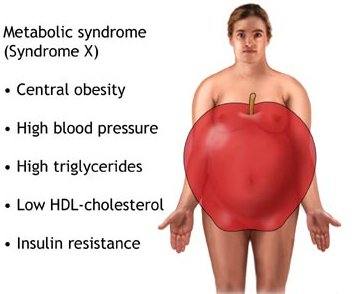 Metabolic syndrome
(Syndrome X)
• Central obesity
• High blood pressure
• High triglycerides
• Low HDL-cholesterol
• Insulin resistance